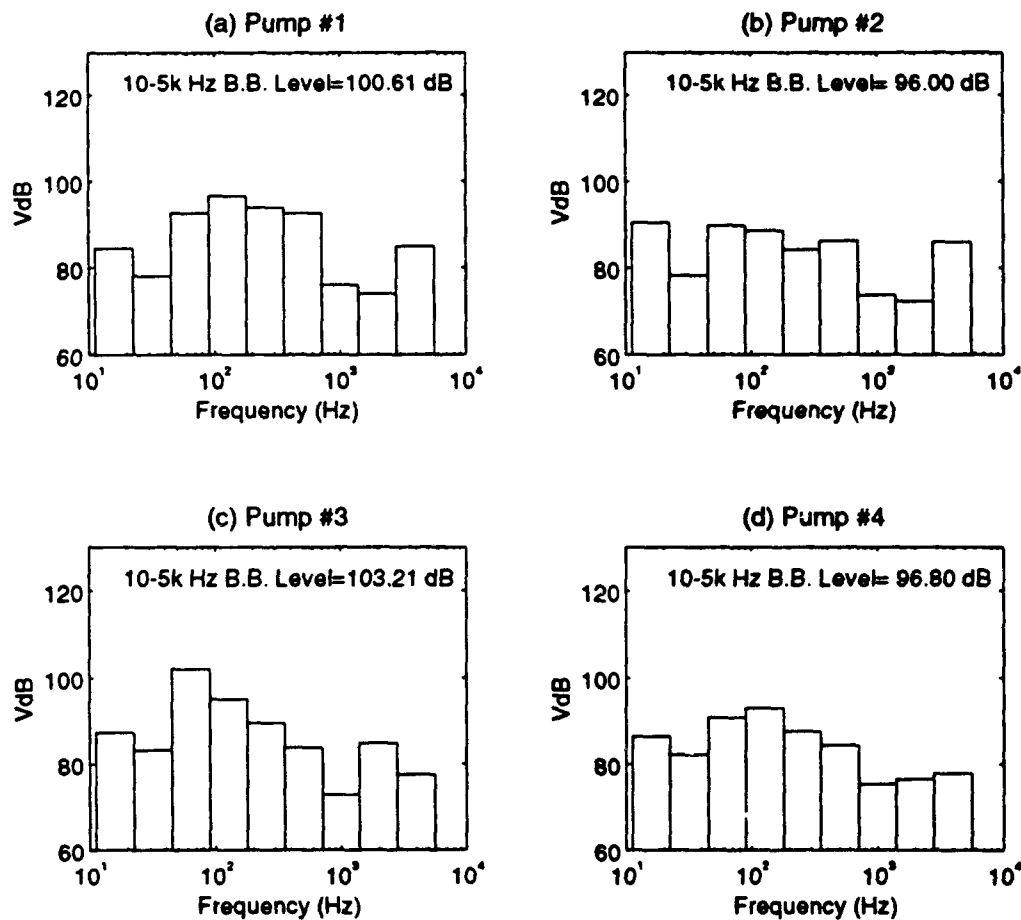 (a) Pump #1
10-5k Hz B.B. Level=100.61 dB
VdB
120
100
80
60
10¹
10²
10³
10⁴
Frequency (Hz)
(b) Pump #2
10-5k Hz B.B. Level= 96.00 dB
VdB
120
100
80
60
10¹
10²
10³
10⁴
Frequency (Hz)
(c) Pump #3
10-5k Hz B.B. Level=103.21 dB
VdB
120
100
80
60
10¹
10²
10³
10⁴
Frequency (Hz)
(d) Pump #4
10-5k Hz B.B. Level= 96.80 dB
VdB
120
100
80
60
10¹
10²
10³
10⁴
Frequency (Hz)